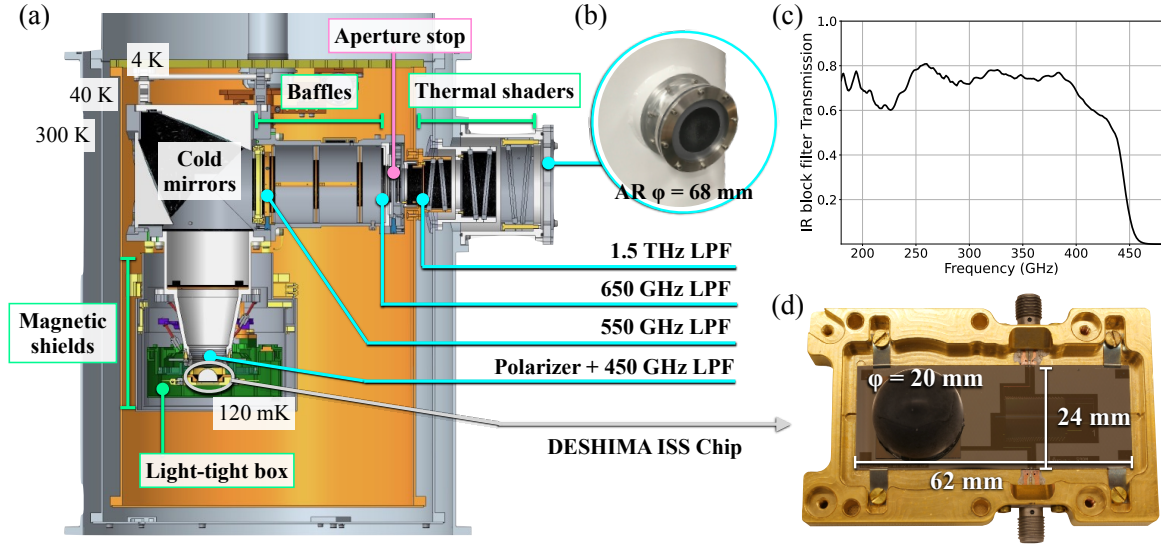 (a)
Aperture stop
4 K
Baffles
Thermal shaders
40 K
300 K
Cold
mirrors
1.5 THz LPF
650 GHz LPF
550 GHz LPF
Magnetic
shields
Polarizer + 450 GHz LPF
120 mK
DESHIMA ISS Chip
Light-tight box
(b)
AR φ = 68 mm
(c)
IR block filter Transmission
1.0
0.8
0.6
0.4
0.2
200
250
300
350
400
450
Frequency (GHz)
(d)
φ = 20 mm
24 mm
62 mm